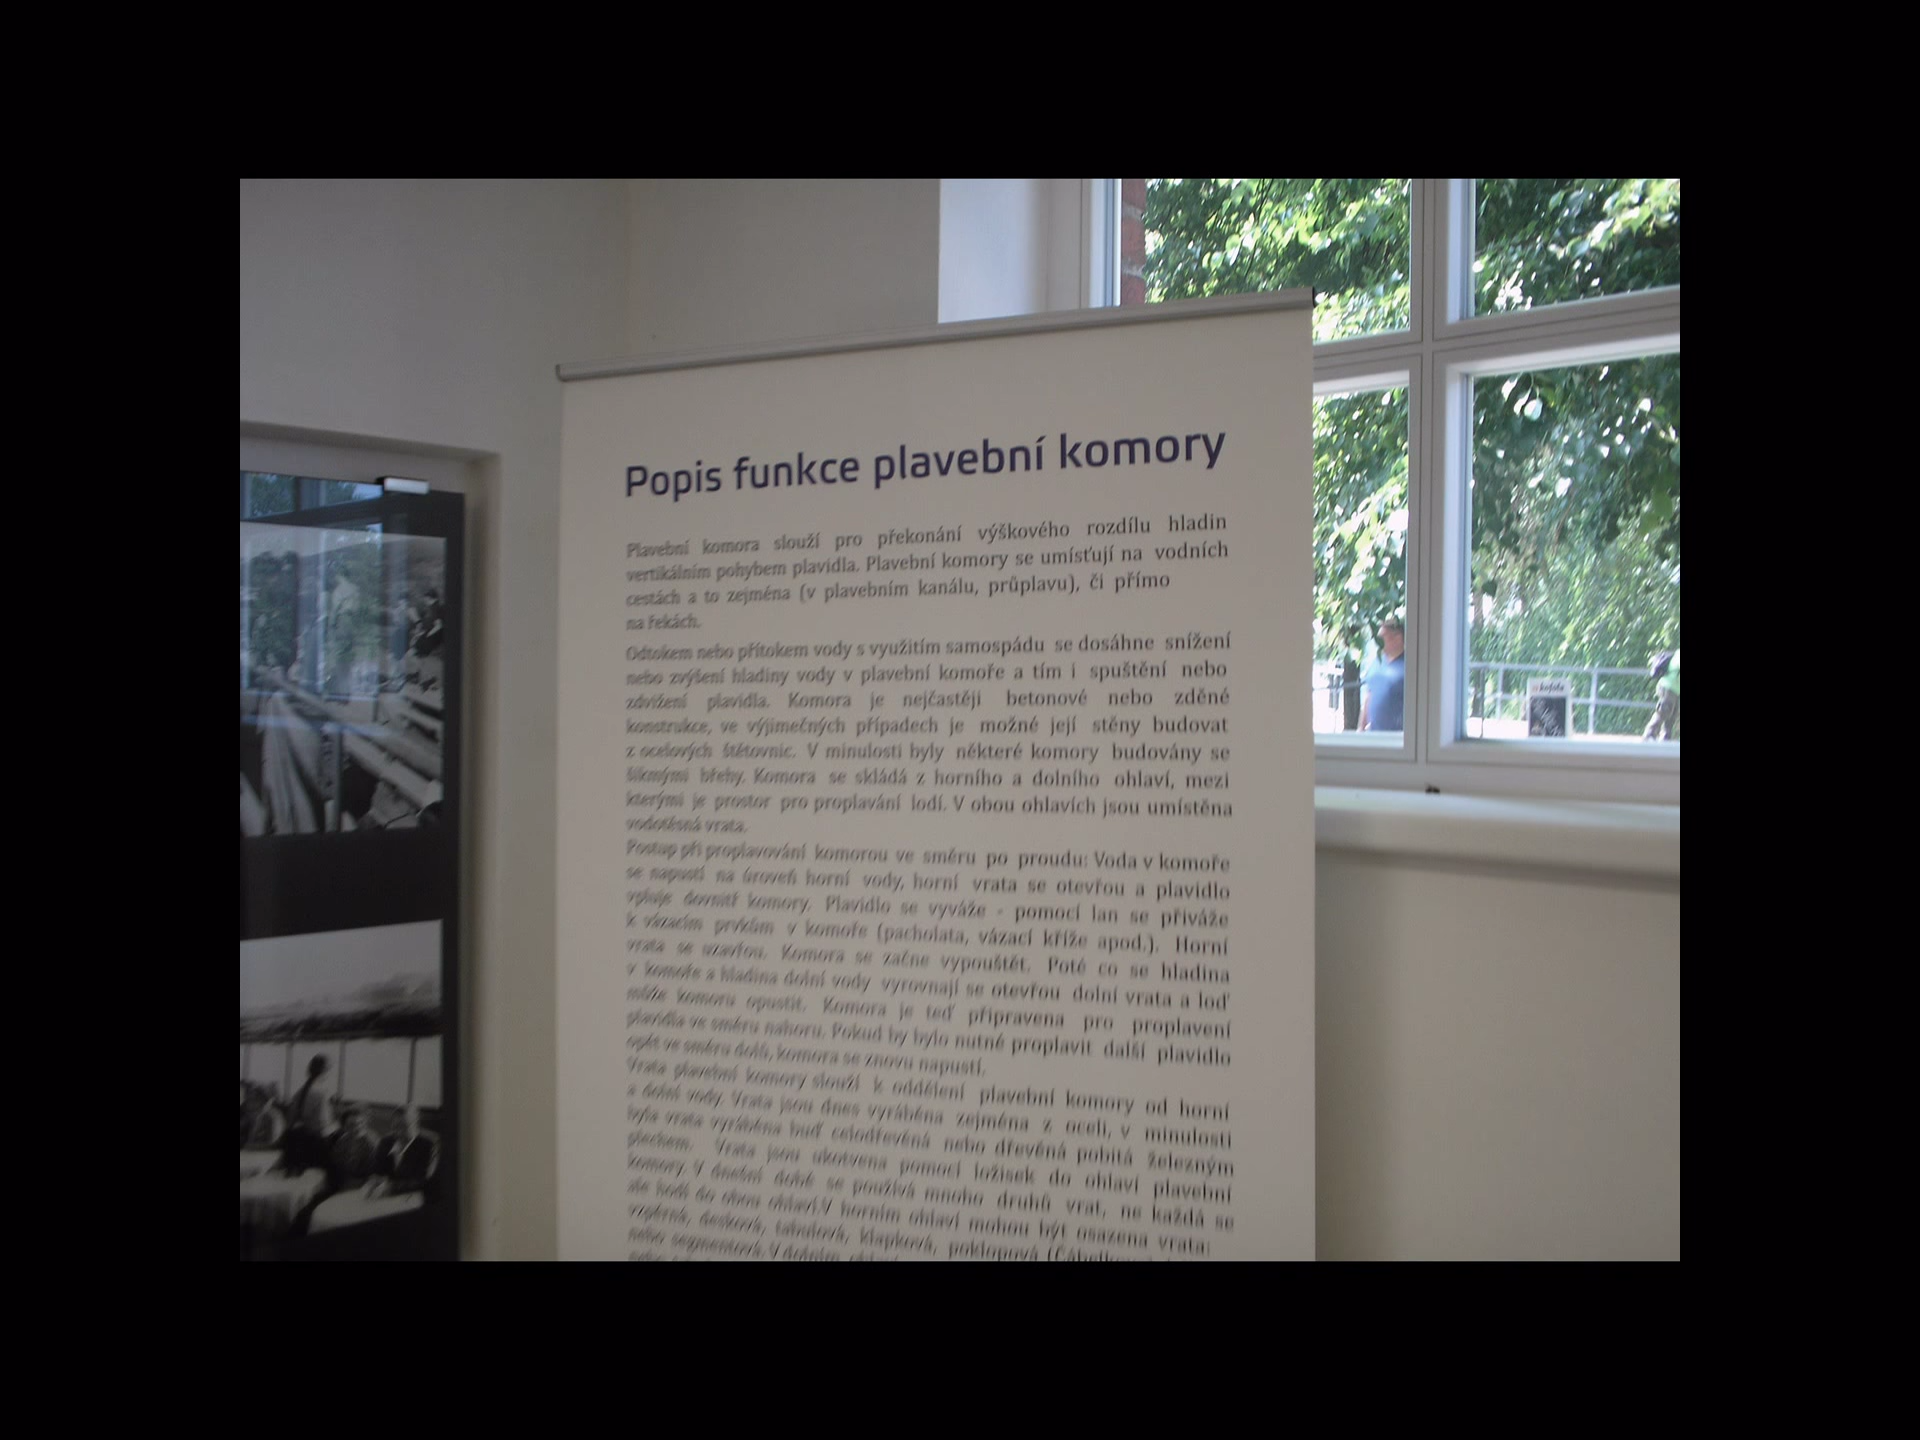 Popis funkce plavební komory
Plavební komora slouží pro překonání výškového rozdílu hladin
vertikálním pohybem plavidla. Plavební komory se umísťují na vodních
cestách a to zejména (v plavebním kanálu, průplavu), či přímo
na řekách.
Odtokem nebo přítokem vody s využitím samospádu se dosáhne snížení
nebo zvýšení hladiny vody v plavební komoře a tím i spuštění nebo
zdvižení plavidla. Komora je nejčastěji betonové nebo zděné
konstrukce, ve výjimečných případech je možné její stěny budovat
z ocelových štětovnic. V minulosti byly některé komory budovány se
šikmými břehy. Komora se skládá z horního a dolního ohlaví, mezi
kterými je prostor pro proplavání lodí. V obou ohlavích jsou umístěna
vodotěsná vrata.
Postup při proplavování komorou ve směru po proudu: Voda v komoře
se napustí na úroveň horní vody, horní vrata se otevřou a plavidlo
vpluje dovnitř komory. Plavidlo se vyváže - pomocí lan se přiváže
k vázacím prvkům v komoře (pacholata, vázací kříže apod.). Horní
vrata se uzavřou. Komora se začne vypouštět. Poté co se hladina
v komoře a hladina dolní vody vyrovnají se otevřou dolní vrata a loď
může komoru opustit. Komora je teď připravena pro proplavení
plavidla ve směru nahoru. Pokud by bylo nutné proplavit další plavidlo
opět ve směru dolů, komora se znovu napustí.
Vrata plavební komory slouží k oddělení plavební komory od horní
a dolní vody. Vrata jsou dnes vyráběna zejména z oceli, v minulosti
byla vrata vyráběna buď celodřevěná nebo dřevěná pobitá železným
plechem. Vrata jsou ukotvena pomocí ložisek do ohlaví plavební
komory. V dnešní době se používá mnoho druhů vrat, ne každá se
ale hodí do obou ohlaví. V horním ohlaví mohou být osazena vrata:
vzpěrná, desková, tabulová, klapková, poklopová
nebo segmentová. V dolním
kofola